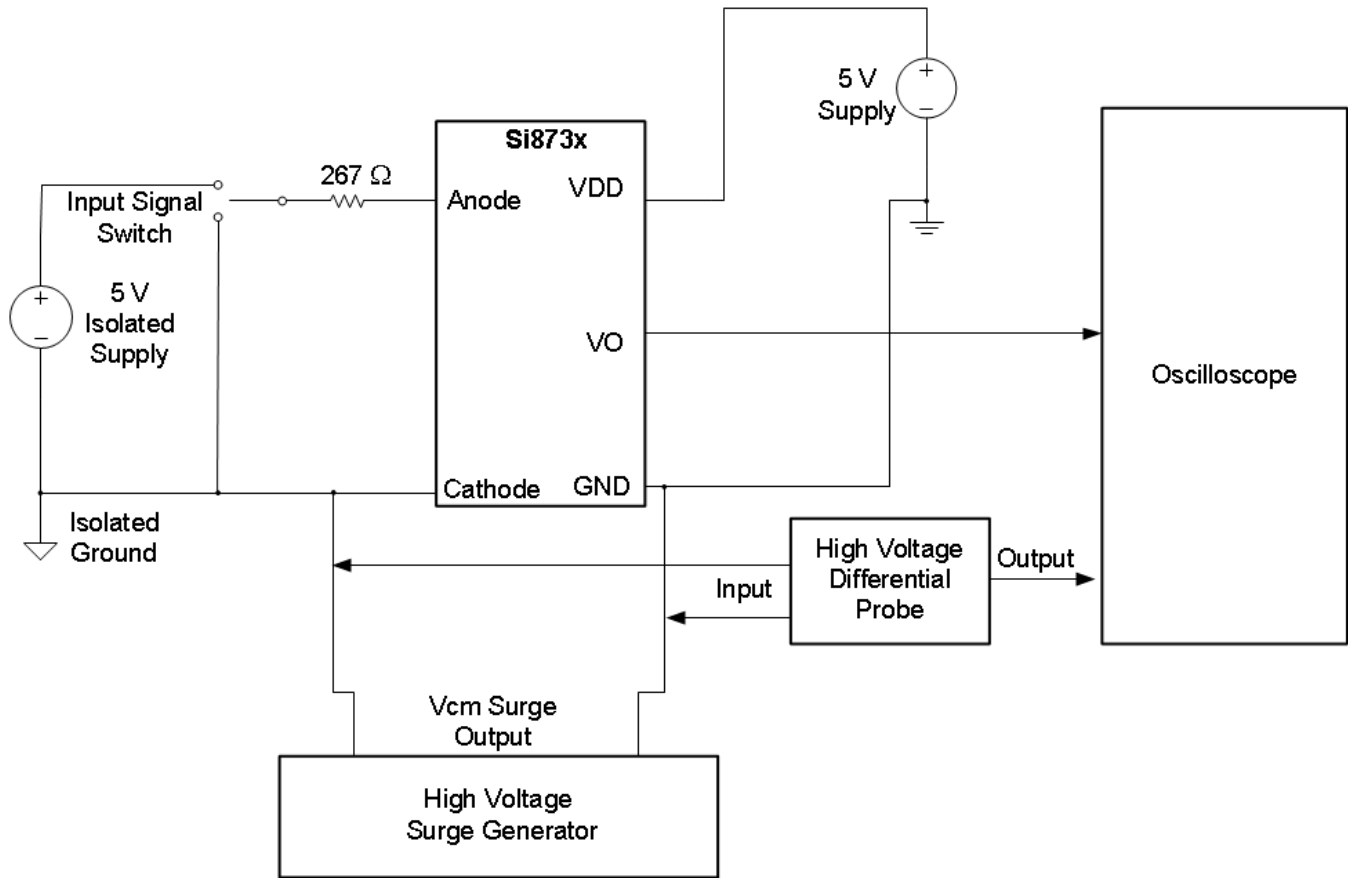 5 V
Supply
+
−
Si873x
267 Ω
VDD
Anode
Input Signal
Switch
5 V
Isolated
Supply
+
−
VO
Oscilloscope
Cathode
GND
Isolated
Ground
High Voltage
Differential
Probe
Output
Input
Vcm Surge
Output
High Voltage
Surge Generator